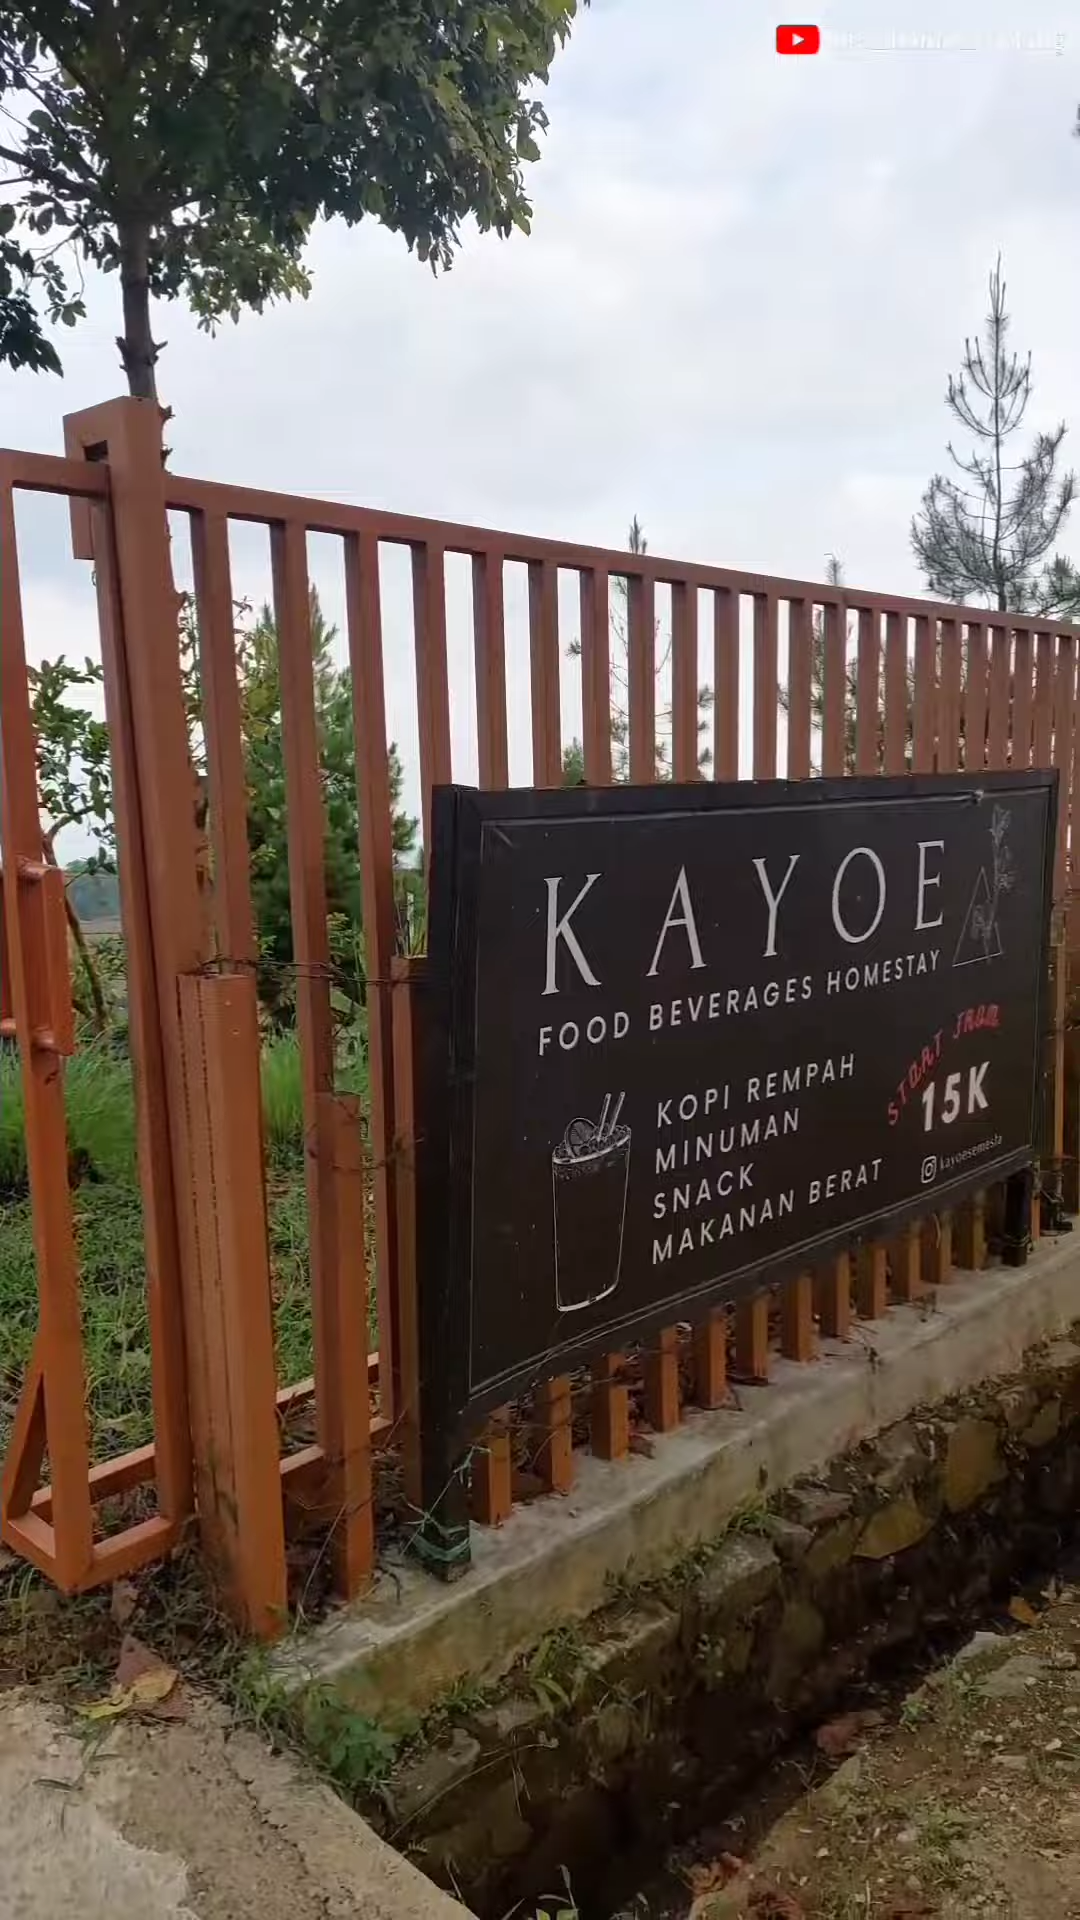 KAYOE
FOOD BEVERAGES HOMESTAY
KOPI REMPAH
MINUMAN
SNACK
MAKANAN BERAT
START FROM
15K
kayoesemesta